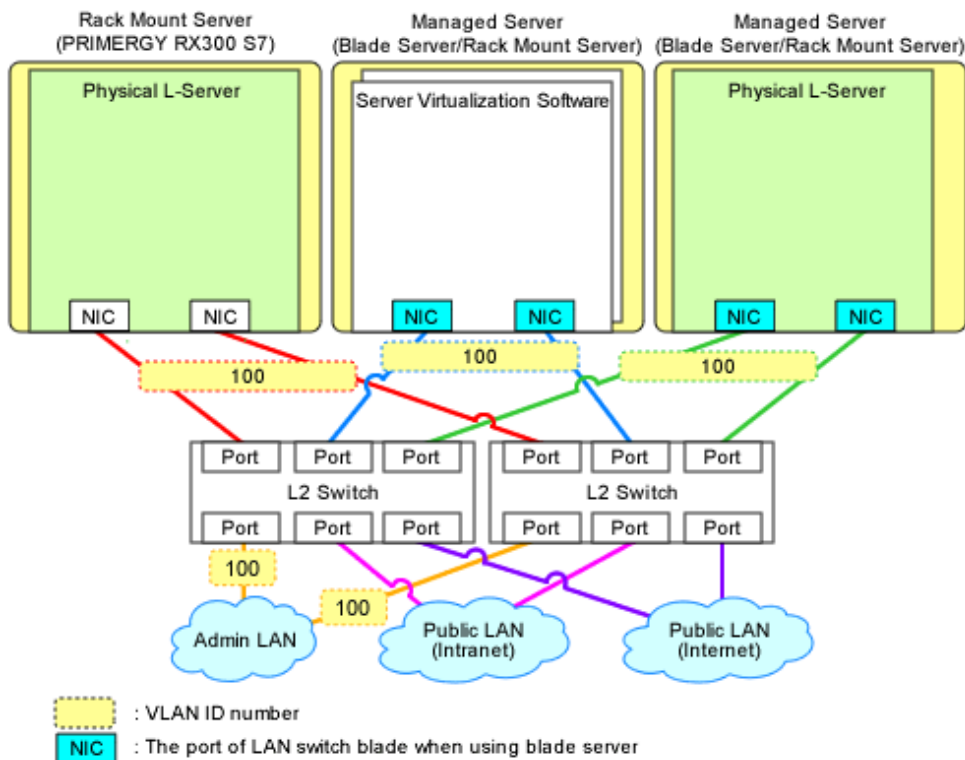 Rack Mount Server
(PRIMERGY RX300 S7)
Managed Server
(Blade Server/Rack Mount Server)
Managed Server
(Blade Server/Rack Mount Server)
Physical L-Server
Server Virtualization Software
Physical L-Server
NIC
NIC
NIC
NIC
NIC
NIC
100
100
100
Port
Port
Port
Port
Port
Port
L2 Switch
L2 Switch
Port
Port
Port
Port
Port
Port
100
100
Admin LAN
Public LAN
(Intranet)
Public LAN
(Internet)
: VLAN ID number
NIC
: The port of LAN switch blade when using blade server